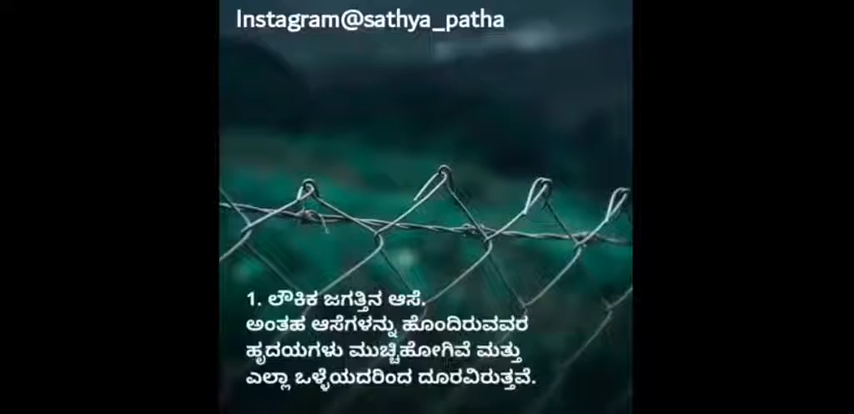 Instagram@sathya_patha
1. ಲೌಕಿಕ ಜಗತ್ತಿನ ಆಸೆ.
ಅಂತಹ ಆಸೆಗಳನ್ನು ಹೊಂದಿರುವವರ
ಹೃದಯಗಳು ಮುಚ್ಚಿಹೋಗಿವೆ ಮತ್ತು
ಎಲ್ಲಾ ಒಳ್ಳೆಯದರಿಂದ ದೂರವಿರುತ್ತವೆ.